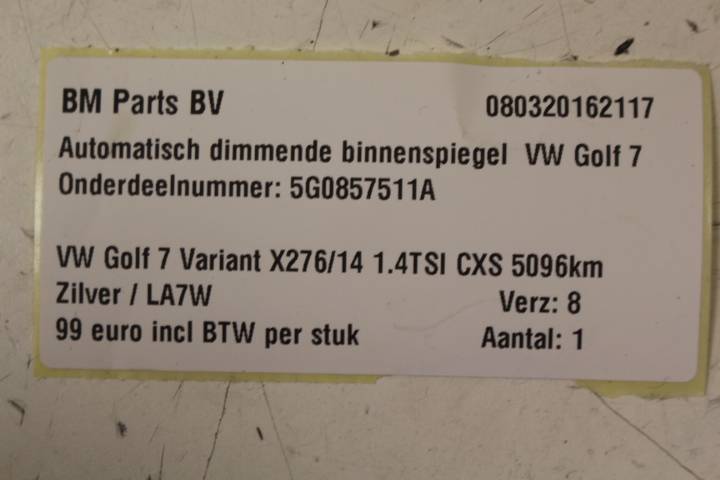 BM Parts BV 080320162117
Automatisch dimmende binnenspiegel VW Golf 7
Onderdeelnummer: 5G0857511A
VW Golf 7 Variant X276/14 1.4TSI CXS 5096km
Zilver / LA7W Verz: 8
99 euro incl BTW per stuk Aantal: 1